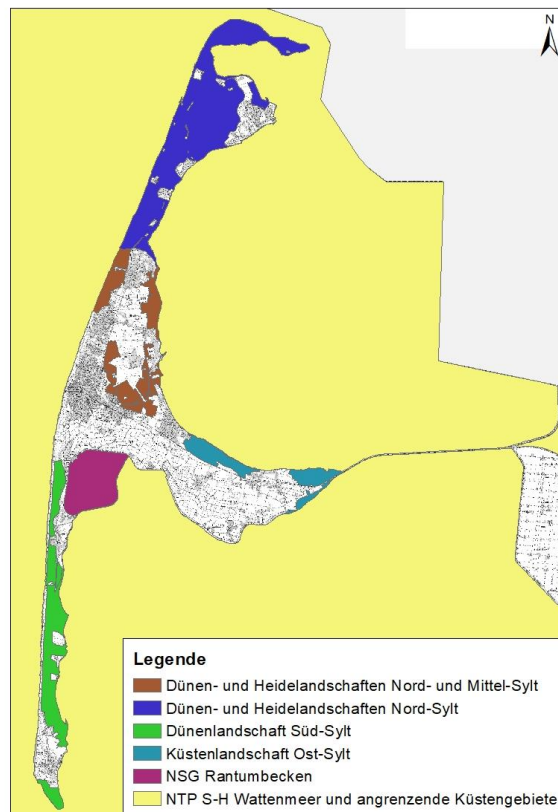 N
Legende
Dünen- und Heidelandschaften Nord- und Mittel-Sylt
Dünen- und Heidelandschaften Nord-Sylt
Dünenlandschaft Süd-Sylt
Küstenlandschaft Ost-Sylt
NSG Rantumbecken
NTP S-H Wattenmeer und angrenzende Küstengebiete